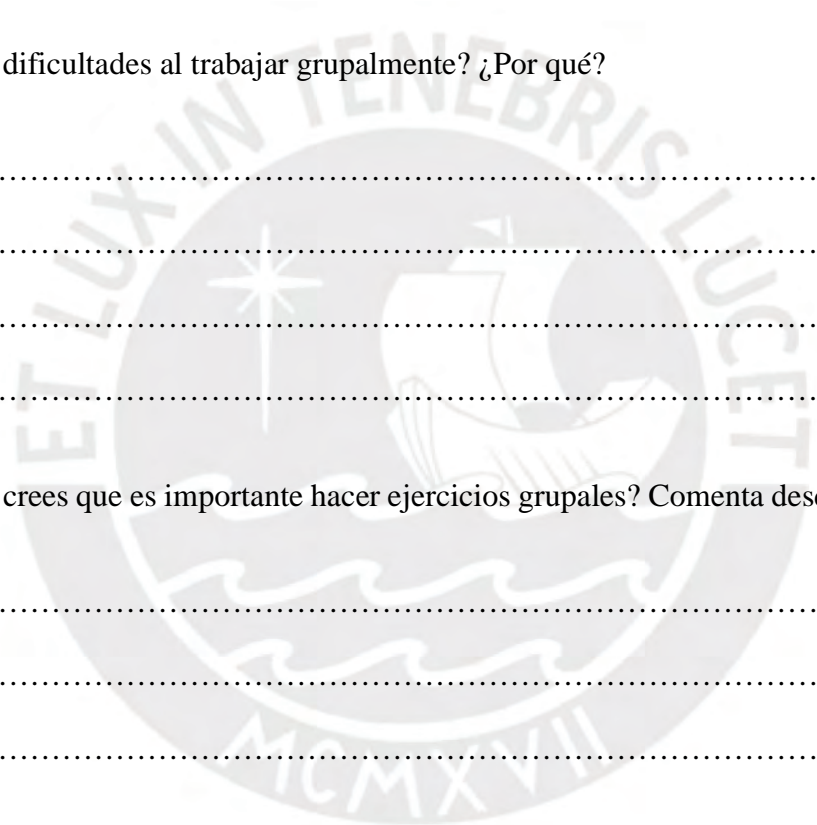 ET LUX IN TENEBRIS LUCET
dificultades al trabajar grupalmente? ¿Por qué?
……………………………………………………………………
……………………………………………………………………
……………………………………………………………………
……………………………………………………………………
crees que es importante hacer ejercicios grupales? Comenta des
……………………………………………………………………
……………………………………………………………………
……………………………………………………………………
MCMXVII